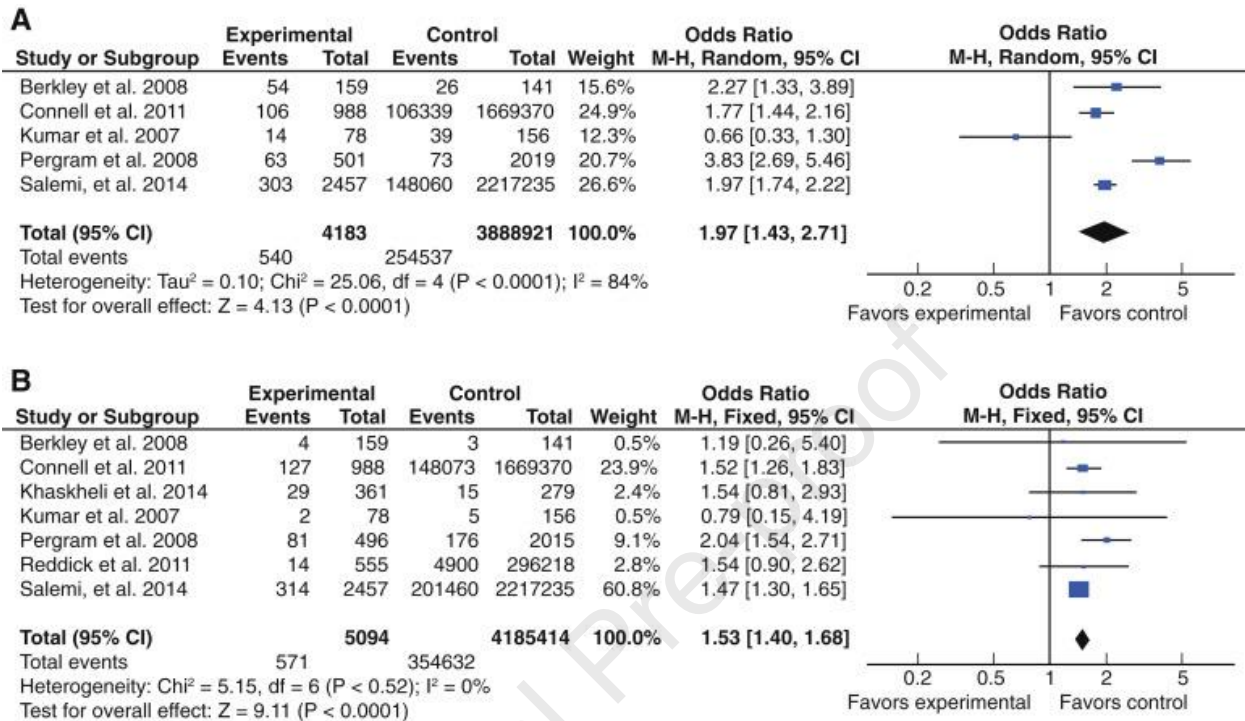 A
Experimental Control Odds Ratio Odds Ratio
Study or Subgroup Events Total Events Total Weight M-H, Random, 95% CI M-H, Random, 95% CI
Berkley et al. 2008 54 159 26 141 15.6% 2.27 [1.33, 3.89]
Connell et al. 2011 106 988 106339 1669370 24.9% 1.77 [1.44, 2.16]
Kumar et al. 2007 14 78 39 156 12.3% 0.66 [0.33, 1.30]
Pergram et al. 2008 63 501 73 2019 20.7% 3.83 [2.69, 5.46]
Salemi, et al. 2014 303 2457 148060 2217235 26.6% 1.97 [1.74, 2.22]
Total (95% CI) 4183 3888921 100.0% 1.97 [1.43, 2.71]
Total events 540 254537
Heterogeneity: Tau² = 0.10; Chi² = 25.06, df = 4 (P < 0.0001); I² = 84%
Test for overall effect: Z = 4.13 (P < 0.0001)
0.2 0.5 1 2 5
Favors experimental Favors control
B
Experimental Control Odds Ratio Odds Ratio
Study or Subgroup Events Total Events Total Weight M-H, Fixed, 95% CI M-H, Fixed, 95% CI
Berkley et al. 2008 4 159 3 141 0.5% 1.19 [0.26, 5.40]
Connell et al. 2011 127 988 148073 1669370 23.9% 1.52 [1.26, 1.83]
Khaskheli et al. 2014 29 361 15 279 2.4% 1.54 [0.81, 2.93]
Kumar et al. 2007 2 78 5 156 0.5% 0.79 [0.15, 4.19]
Pergram et al. 2008 81 496 176 2015 9.1% 2.04 [1.54, 2.71]
Reddick et al. 2011 14 555 4900 296218 2.8% 1.54 [0.90, 2.62]
Salemi, et al. 2014 314 2457 201460 2217235 60.8% 1.47 [1.30, 1.65]
Total (95% CI) 5094 4185414 100.0% 1.53 [1.40, 1.68]
Total events 571 354632
Heterogeneity: Chi² = 5.15, df = 6 (P < 0.52); I² = 0%
Test for overall effect: Z = 9.11 (P < 0.0001)
0.2 0.5 1 2 5
Favors experimental Favors control
Pre-proof